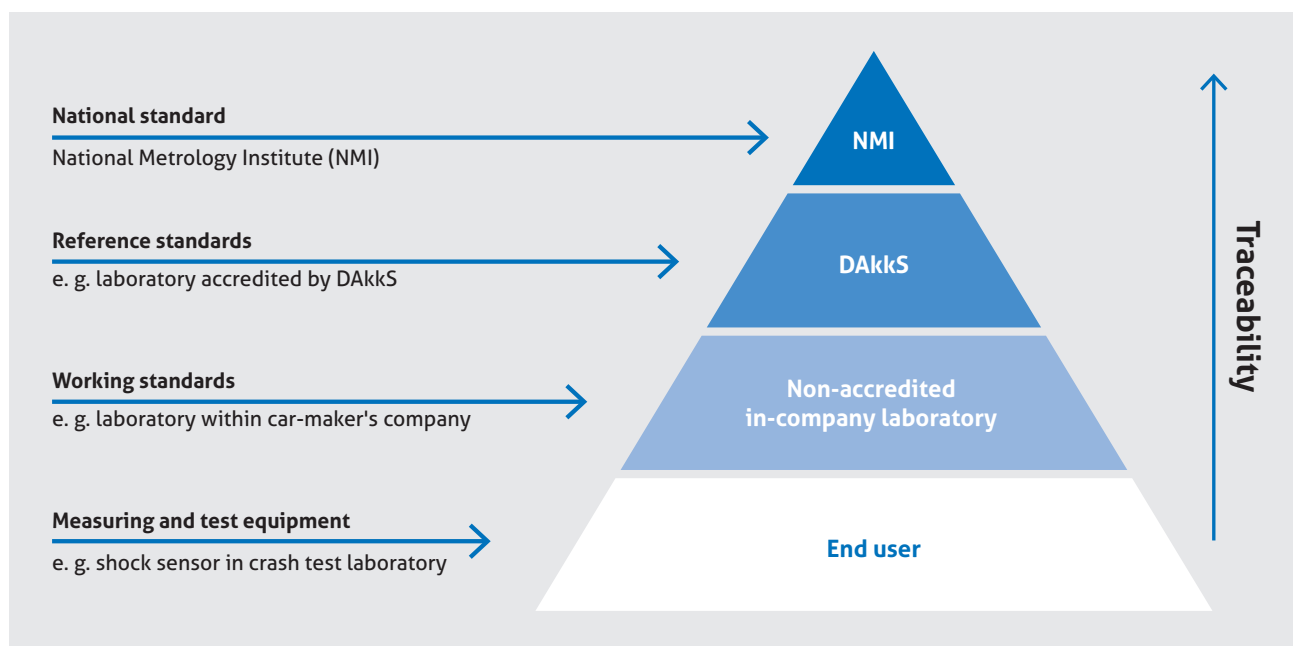 National standard
National Metrology Institute (NMI)
NMI
Reference standards
e. g. laboratory accredited by DAkkS
DAkkS
Working standards
e. g. laboratory within car-maker's company
Non-accredited
in-company laboratory
Measuring and test equipment
e. g. shock sensor in crash test laboratory
End user
Traceability